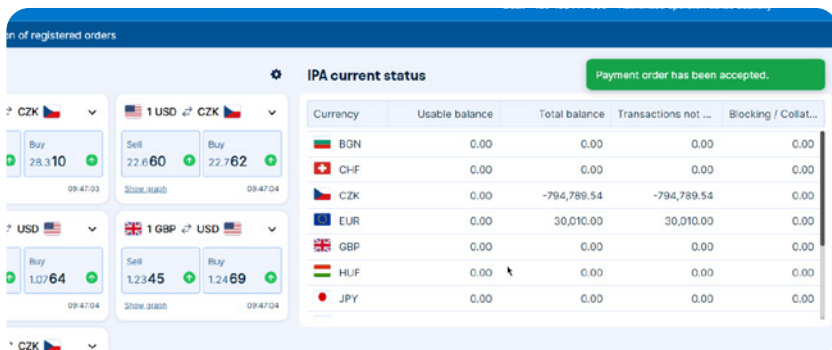 on of registered orders
IPA current status
Payment order has been accepted.
CZK
1 USD CZK
Buy
28.310
Sell
22.660
Buy
22.762
09:47:03
Show graph
09:47:04
USD
1 GBP USD
Buy
1.0764
Sell
1.2345
Buy
1.2469
09:47:04
Show graph
09:47:04
CZK
Currency Usable balance Total balance Transactions not ... Blocking / Collat...
BGN 0.00 0.00 0.00 0.00
CHF 0.00 0.00 0.00 0.00
CZK 0.00 -794,789.54 -794,789.54 0.00
EUR 0.00 30,010.00 30,010.00 0.00
GBP 0.00 0.00 0.00 0.00
HUF 0.00 0.00 0.00 0.00
JPY 0.00 0.00 0.00 0.00